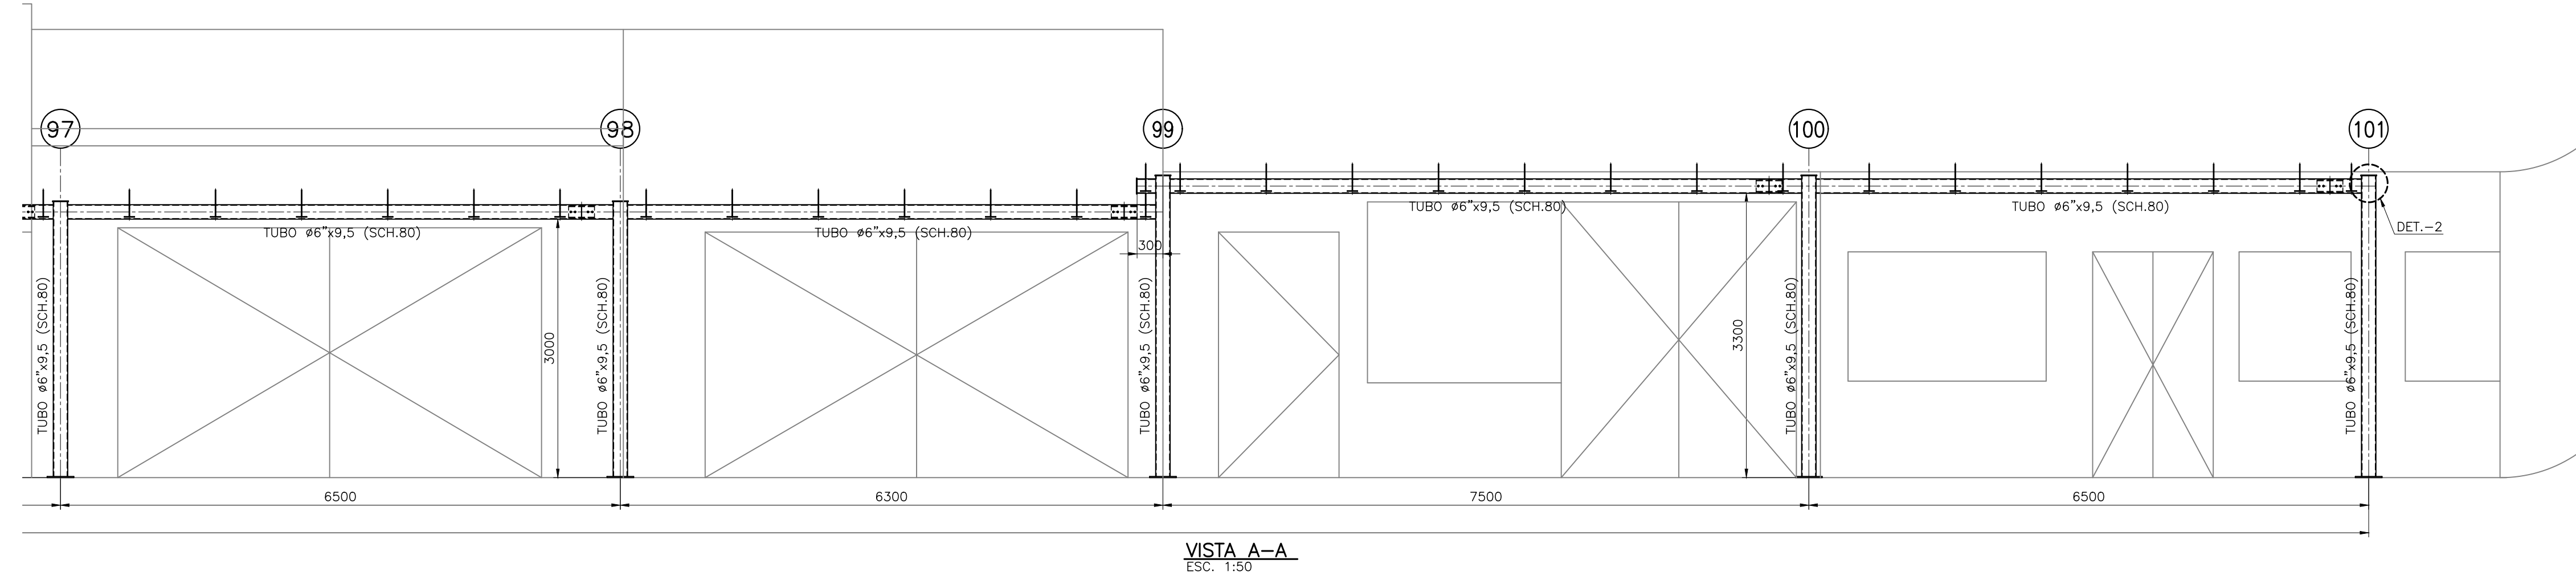 97
98
99
100
101
TUBO ø6"x9,5 (SCH.80)
TUBO ø6"x9,5 (SCH.80)
TUBO ø6"x9,5 (SCH.80)
TUBO ø6"x9,5 (SCH.80)
DET.-2
300
TUBO ø6"x9,5 (SCH.80)
3000
TUBO ø6"x9,5 (SCH.80)
TUBO ø6"x9,5 (SCH.80)
3300
TUBO ø6"x9,5 (SCH.80)
TUBO ø6"x9,5 (SCH.80)
6500
6300
7500
6500
VISTA A-A
ESC. 1:50